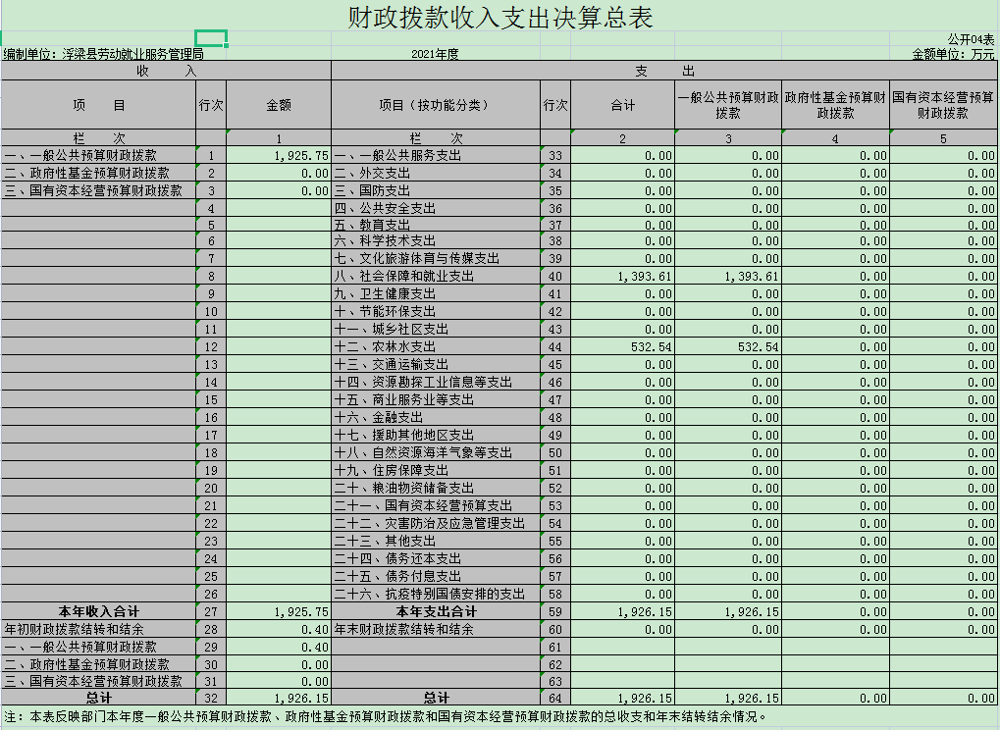 财政拨款收入支出决算总表
公开04表
编制单位：浮梁县劳动就业服务管理局 2021年度 金额单位：万元
收 入 支 出
项 目 行次 金额 项目（按功能分类） 行次 合计 一般公共预算财政拨款 政府性基金预算财政拨款 国有资本经营预算财政拨款
栏 次 1 栏 次 2 3 4 5
一、一般公共预算财政拨款 1 1,925.75 一、一般公共服务支出 33 0.00 0.00 0.00 0.00
二、政府性基金预算财政拨款 2 0.00 二、外交支出 34 0.00 0.00 0.00 0.00
三、国有资本经营预算财政拨款 3 0.00 三、国防支出 35 0.00 0.00 0.00 0.00
4 四、公共安全支出 36 0.00 0.00 0.00 0.00
5 五、教育支出 37 0.00 0.00 0.00 0.00
6 六、科学技术支出 38 0.00 0.00 0.00 0.00
7 七、文化旅游体育与传媒支出 39 0.00 0.00 0.00 0.00
8 八、社会保障和就业支出 40 1,393.61 1,393.61 0.00 0.00
9 九、卫生健康支出 41 0.00 0.00 0.00 0.00
10 十、节能环保支出 42 0.00 0.00 0.00 0.00
11 十一、城乡社区支出 43 0.00 0.00 0.00 0.00
12 十二、农林水支出 44 532.54 532.54 0.00 0.00
13 十三、交通运输支出 45 0.00 0.00 0.00 0.00
14 十四、资源勘探工业信息等支出 46 0.00 0.00 0.00 0.00
15 十五、商业服务业等支出 47 0.00 0.00 0.00 0.00
16 十六、金融支出 48 0.00 0.00 0.00 0.00
17 十七、援助其他地区支出 49 0.00 0.00 0.00 0.00
18 十八、自然资源海洋气象等支出 50 0.00 0.00 0.00 0.00
19 十九、住房保障支出 51 0.00 0.00 0.00 0.00
20 二十、粮油物资储备支出 52 0.00 0.00 0.00 0.00
21 二十一、国有资本经营预算支出 53 0.00 0.00 0.00 0.00
22 二十二、灾害防治及应急管理支出 54 0.00 0.00 0.00 0.00
23 二十三、其他支出 55 0.00 0.00 0.00 0.00
24 二十四、债务还本支出 56 0.00 0.00 0.00 0.00
25 二十五、债务付息支出 57 0.00 0.00 0.00 0.00
26 二十六、抗疫特别国债安排的支出 58 0.00 0.00 0.00 0.00
本年收入合计 27 1,925.75 本年支出合计 59 1,926.15 1,926.15 0.00 0.00
年初财政拨款结转和结余 28 0.40 年末财政拨款结转和结余 60 0.00 0.00 0.00 0.00
一、一般公共预算财政拨款 29 0.40 61
二、政府性基金预算财政拨款 30 0.00 62
三、国有资本经营预算财政拨款 31 0.00 63
总计 32 1,926.15 总计 64 1,926.15 1,926.15 0.00 0.00
注：本表反映部门本年度一般公共预算财政拨款、政府性基金预算财政拨款和国有资本经营预算财政拨款的总收支和年末结转结余情况。